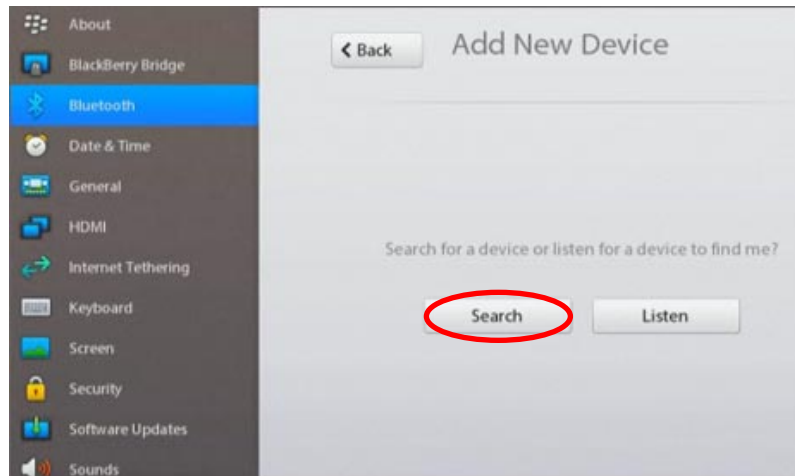 About
BlackBerry Bridge
Bluetooth
Date & Time
General
HDMI
Internet Tethering
Keyboard
Screen
Security
Software Updates
Sounds
Back
Add New Device
Search for a device or listen for a device to find me?
Search
Listen